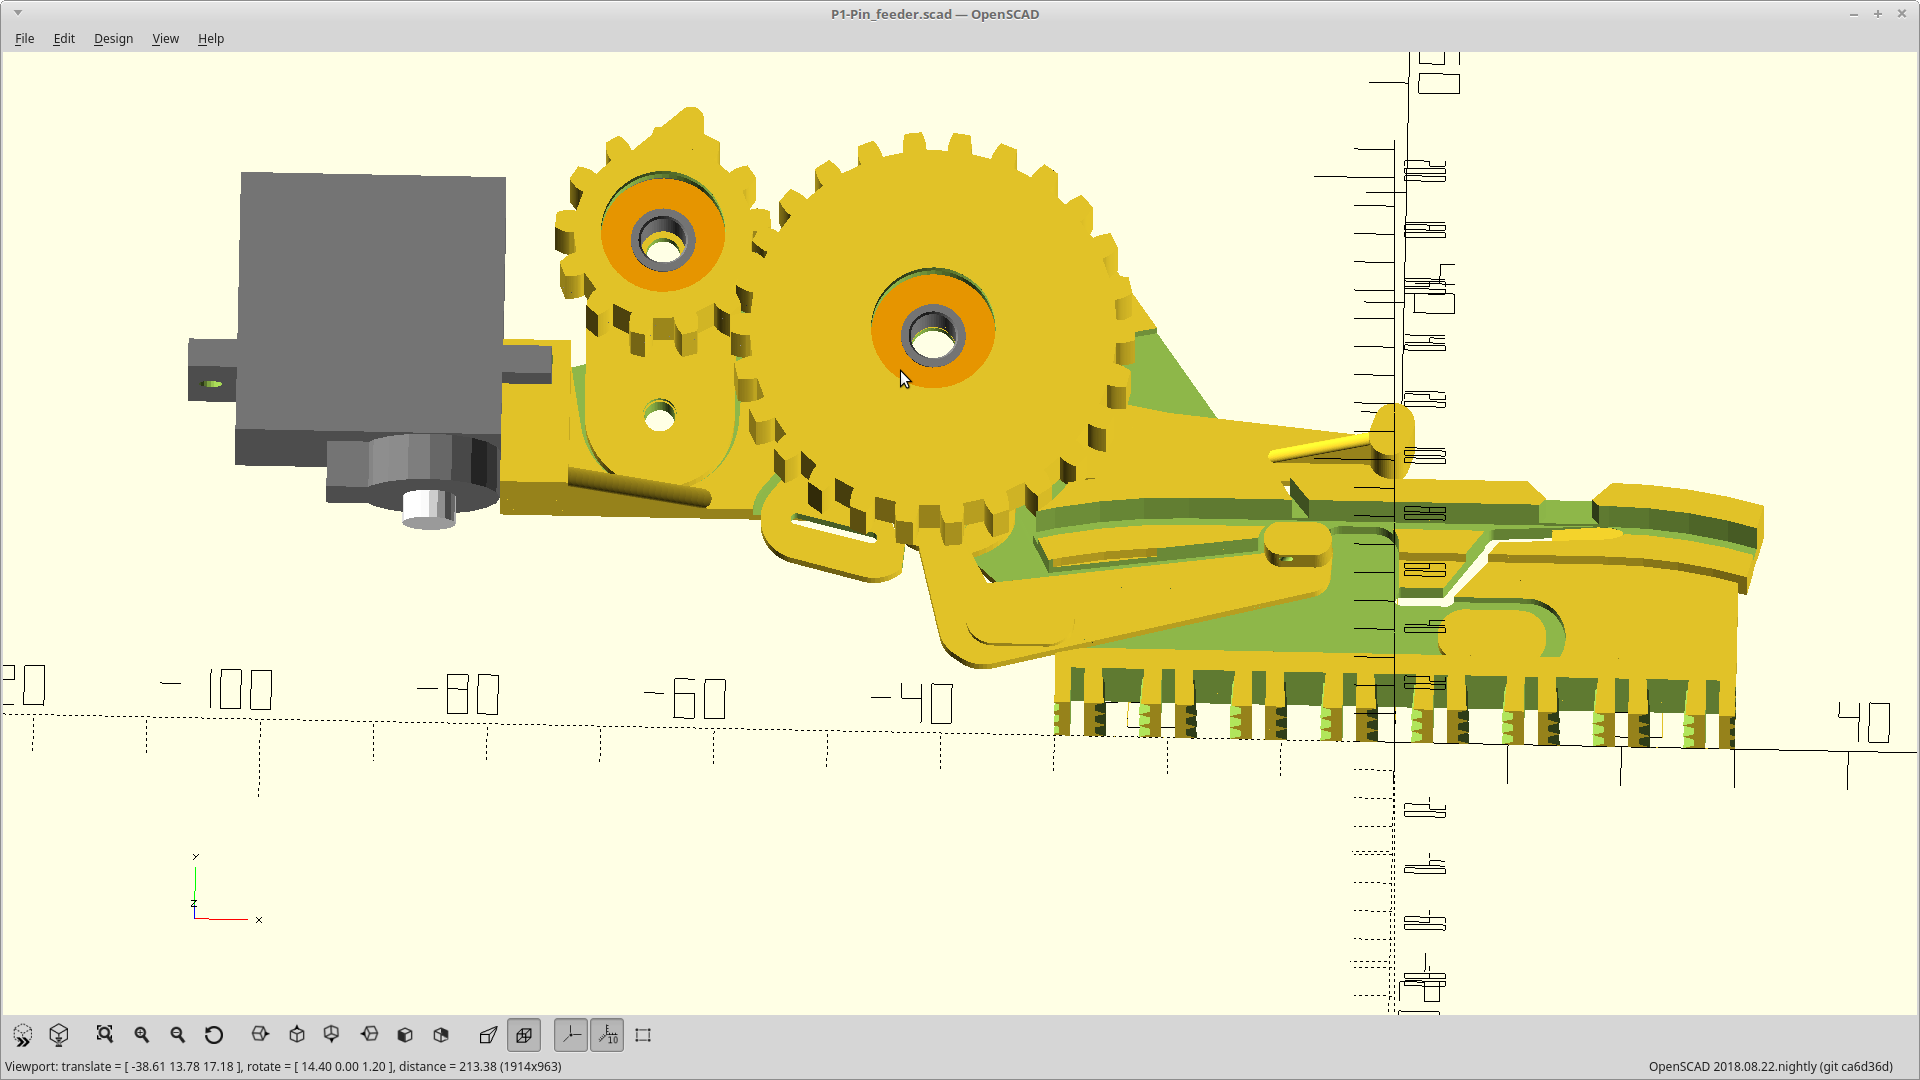 P1-Pin_feeder.scad — OpenSCAD
File Edit Design View Help
-100
-80
-60
-40
40
Y
Z
X
10
Viewport: translate = [ -38.61 13.78 17.18 ], rotate = [ 14.40 0.00 1.20 ], distance = 213.38 (1914x963)
OpenSCAD 2018.08.22.nightly (git ca6d36d)